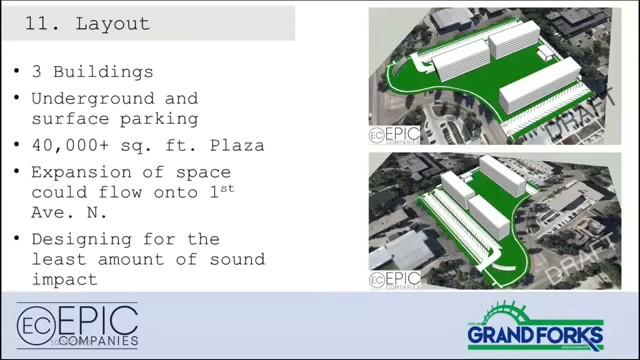 11. Layout
• 3 Buildings
• Underground and
surface parking
• 40,000+ sq. ft. Plaza
• Expansion of space
could flow onto 1st
Ave. N.
• Designing for the
least amount of sound
impact
EC EPIC
COMPANIES
DRAFT
EC EPIC
COMPANIES
DRAFT
EC EPIC
COMPANIES
CITY OF
GRAND FORKS